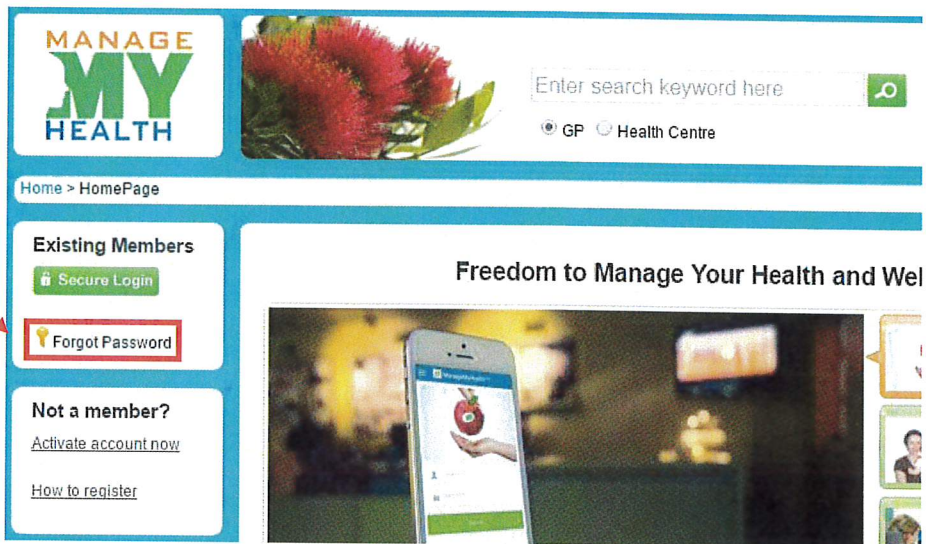 MANAGE
MY
HEALTH
Enter search keyword here
GP Health Centre
Home > HomePage
Existing Members
Secure Login
Forgot Password
Not a member?
Activate account now
How to register
Freedom to Manage Your Health and Wel
ManageMyHealth